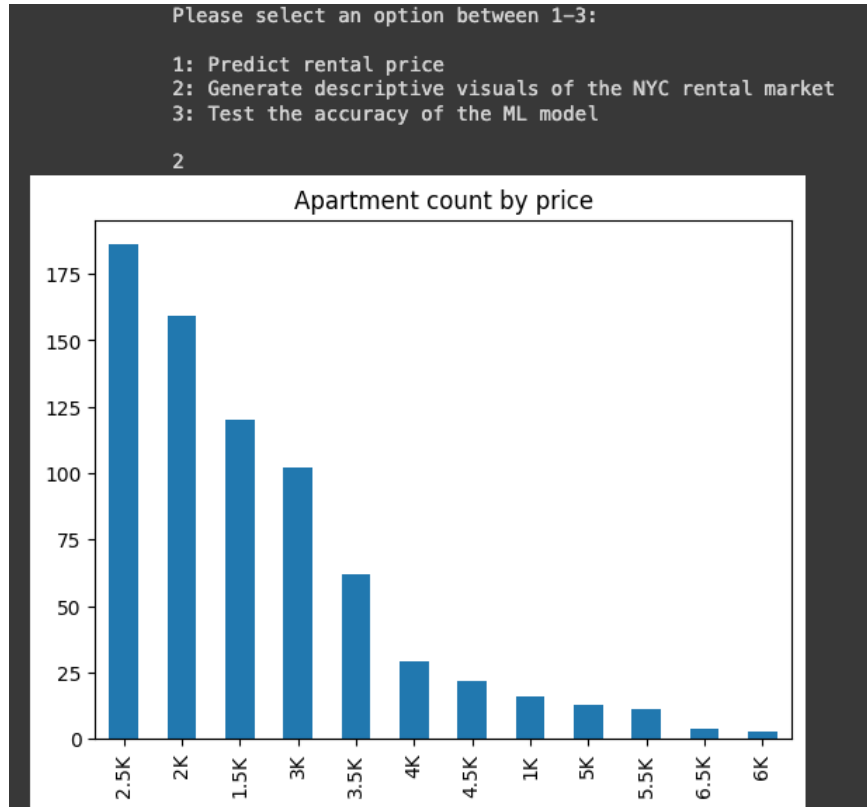 Please select an option between 1-3:
1: Predict rental price
2: Generate descriptive visuals of the NYC rental market
3: Test the accuracy of the ML model
2
Apartment count by price
175
150
125
100
75
50
25
0
2.5K 2K 1.5K 3K 3.5K 4K 4.5K 1K 5K 5.5K 6.5K 6K